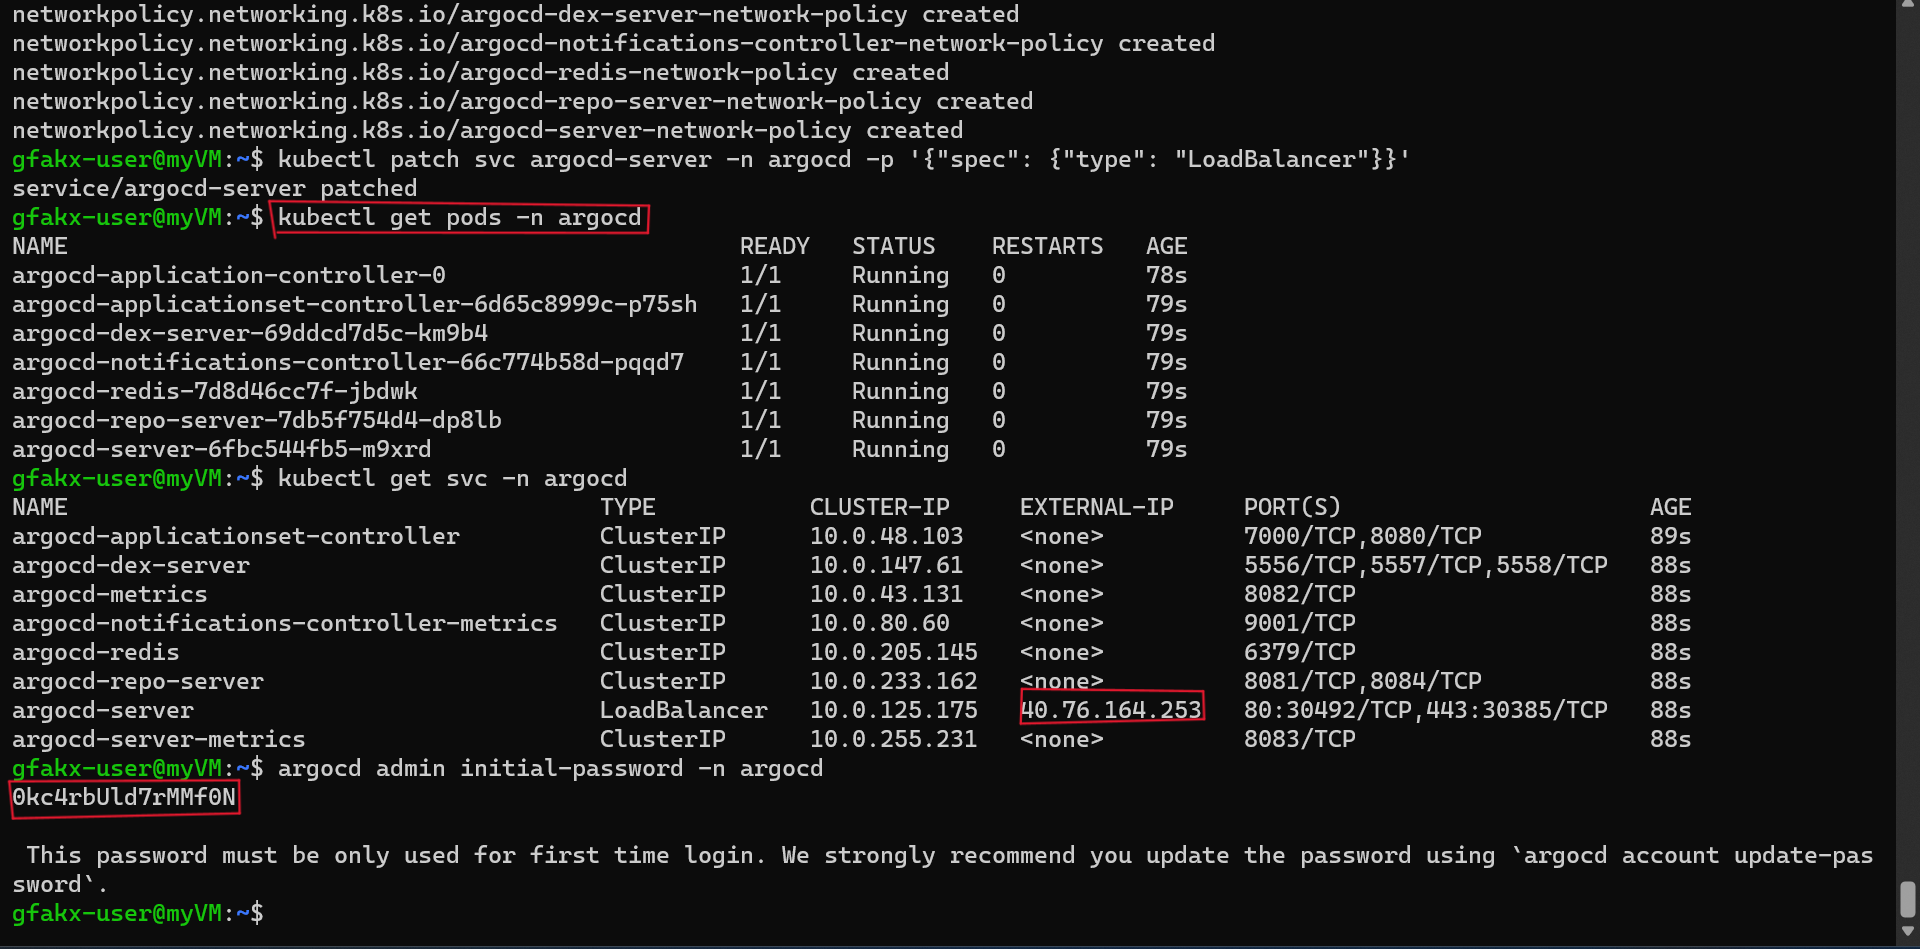 networkpolicy.networking.k8s.io/argocd-dex-server-network-policy created
networkpolicy.networking.k8s.io/argocd-notifications-controller-network-policy created
networkpolicy.networking.k8s.io/argocd-redis-network-policy created
networkpolicy.networking.k8s.io/argocd-repo-server-network-policy created
networkpolicy.networking.k8s.io/argocd-server-network-policy created
gfakx-user@myVM:~$ kubectl patch svc argocd-server -n argocd -p '{"spec": {"type": "LoadBalancer"}}'
service/argocd-server patched
gfakx-user@myVM:~$ kubectl get pods -n argocd
NAME READY STATUS RESTARTS AGE
argocd-application-controller-0 1/1 Running 0 78s
argocd-applicationset-controller-6d65c8999c-p75sh 1/1 Running 0 79s
argocd-dex-server-69ddcd7d5c-km9b4 1/1 Running 0 79s
argocd-notifications-controller-66c774b58d-pqqd7 1/1 Running 0 79s
argocd-redis-7d8d46cc7f-jbdwk 1/1 Running 0 79s
argocd-repo-server-7db5f754d4-dp8lb 1/1 Running 0 79s
argocd-server-6fbc544fb5-m9xrd 1/1 Running 0 79s
gfakx-user@myVM:~$ kubectl get svc -n argocd
NAME TYPE CLUSTER-IP EXTERNAL-IP PORT(S) AGE
argocd-applicationset-controller ClusterIP 10.0.48.103 <none> 7000/TCP,8080/TCP 89s
argocd-dex-server ClusterIP 10.0.147.61 <none> 5556/TCP,5557/TCP,5558/TCP 88s
argocd-metrics ClusterIP 10.0.43.131 <none> 8082/TCP 88s
argocd-notifications-controller-metrics ClusterIP 10.0.80.60 <none> 9001/TCP 88s
argocd-redis ClusterIP 10.0.205.145 <none> 6379/TCP 88s
argocd-repo-server ClusterIP 10.0.233.162 <none> 8081/TCP,8084/TCP 88s
argocd-server LoadBalancer 10.0.125.175 40.76.164.253 80:30492/TCP,443:30385/TCP 88s
argocd-server-metrics ClusterIP 10.0.255.231 <none> 8083/TCP 88s
gfakx-user@myVM:~$ argocd admin initial-password -n argocd
0kc4rbUld7rMMf0N
This password must be only used for first time login. We strongly recommend you update the password using `argocd account update-pas
sword`.
gfakx-user@myVM:~$